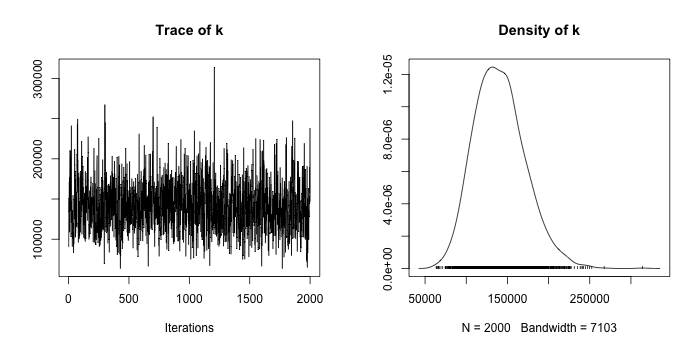 Trace of k
300000
200000
100000
0 500 1000 1500 2000
Iterations
Density of k
1.2e-05
8.0e-06
4.0e-06
0.0e+00
50000 150000 250000
N = 2000 Bandwidth = 7103